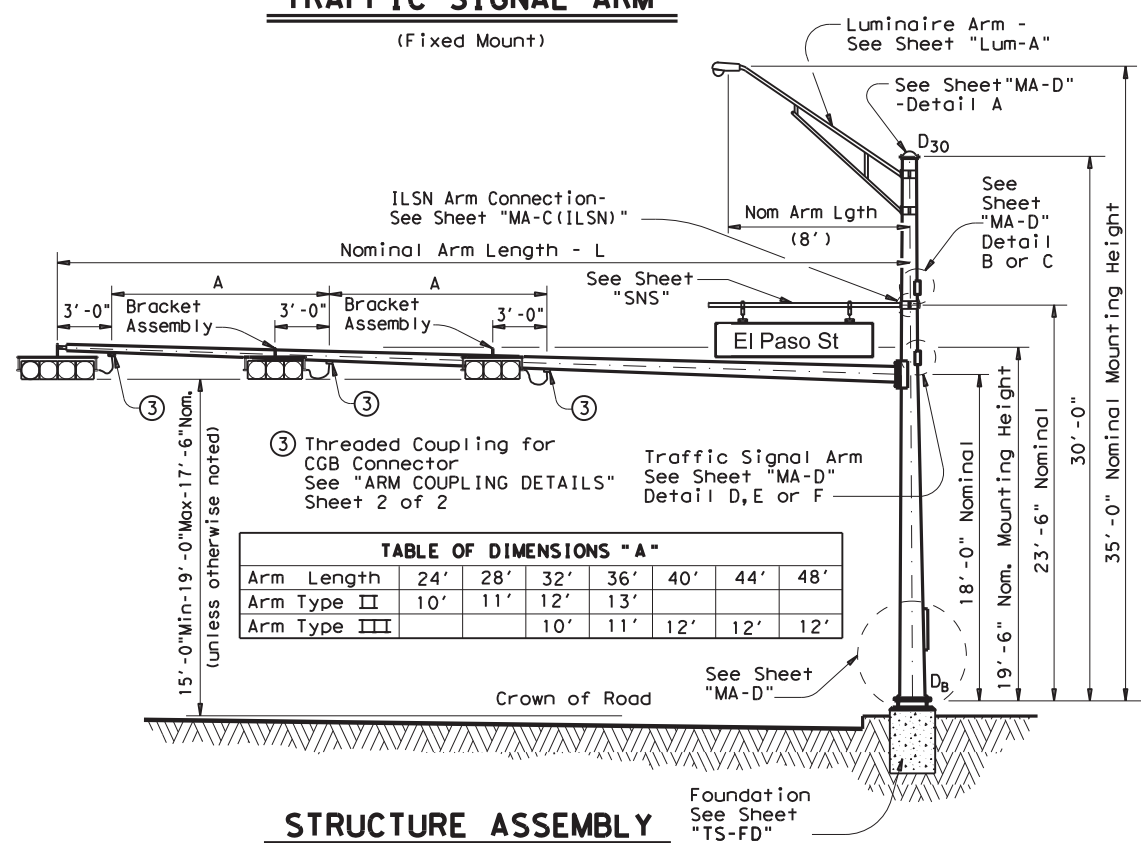 TRAFFIC SIGNAL ARM
(Fixed Mount)
Luminaire Arm -
See Sheet "Lum-A"
See Sheet "MA-D"
-Detail A
D30
See
Sheet
"MA-D"
Detail
B or C
ILSN Arm Connection-
See Sheet "MA-C(ILSN)"
Nom Arm Lgth
(8')
Nominal Arm Length - L
See Sheet
"SNS"
A
A
3'-0"
Bracket
Assembly
3'-0"
Bracket
Assembly
3'-0"
El Paso St
3
3
3
3 Threaded Coupling for
CGB Connector
See "ARM COUPLING DETAILS"
Sheet 2 of 2
Traffic Signal Arm
See Sheet "MA-D"
Detail D,E or F
15'-0"Min-19'-0"Max-17'-6"Nom.
(unless otherwise noted)
18'-0" Nominal
19'-6" Nom. Mounting Height
23'-6" Nominal
30'-0"
35'-0" Nominal Mounting Height
TABLE OF DIMENSIONS "A"
Arm Length 24' 28' 32' 36' 40' 44' 48'
Arm Type II 10' 11' 12' 13'
Arm Type III 10' 11' 12' 12' 12'
See Sheet
"MA-D"
DB
Crown of Road
Foundation
See Sheet
"TS-FD"
STRUCTURE ASSEMBLY